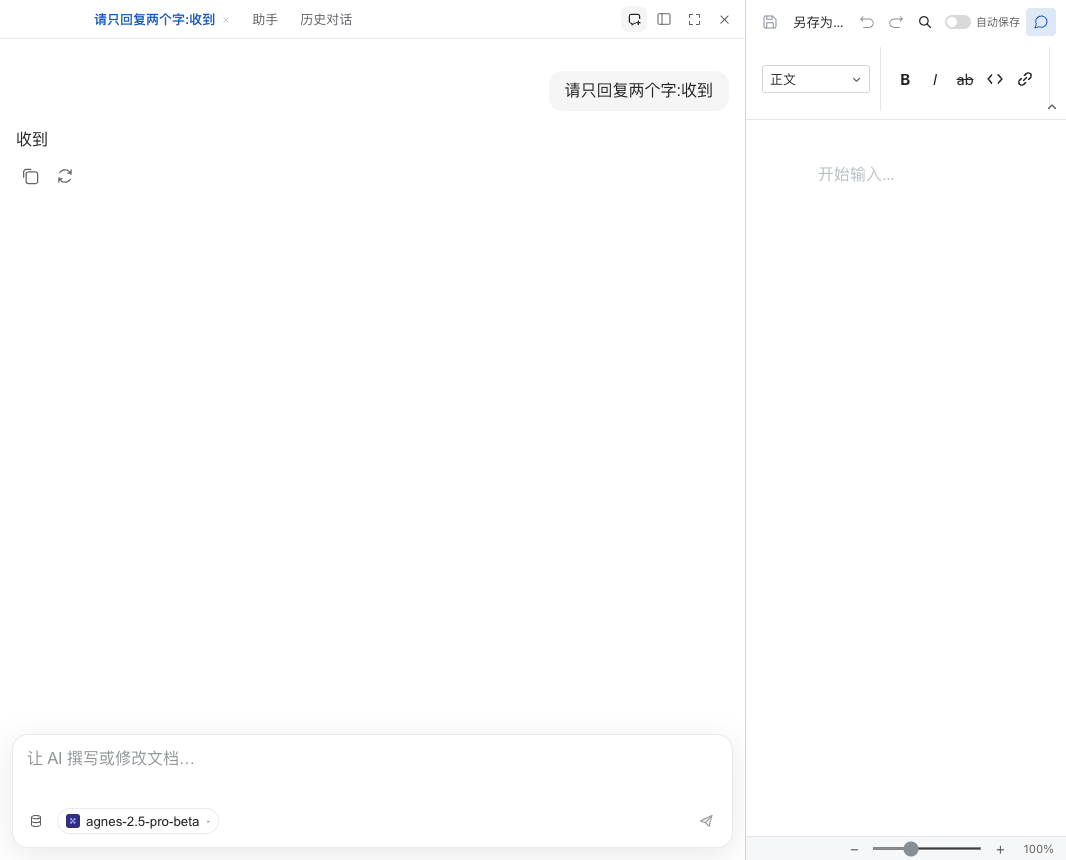 请只回复两个字:收到 × 助手 历史对话
另存为... 自动保存
正文 B I ab
请只回复两个字:收到
收到
开始输入...
让 AI 撰写或修改文档...
agnes-2.5-pro-beta
− + 100%